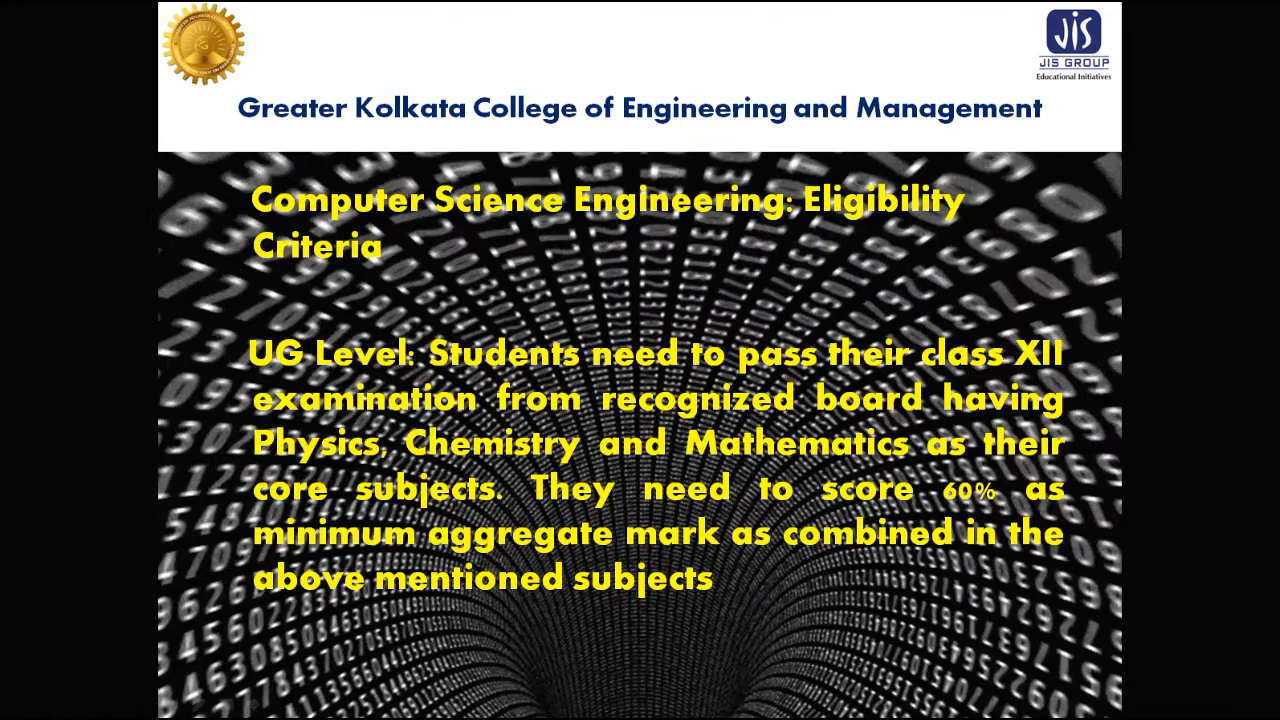 JIS
JIS GROUP
Educational Initiatives
Greater Kolkata College of Engineering and Management
Computer Science Engineering: Eligibility
Criteria
UG Level: Students need to pass their class XII
examination from recognized board having
Physics, Chemistry and Mathematics as their
core subjects. They need to score 60% as
minimum aggregate mark as combined in the
above mentioned subjects